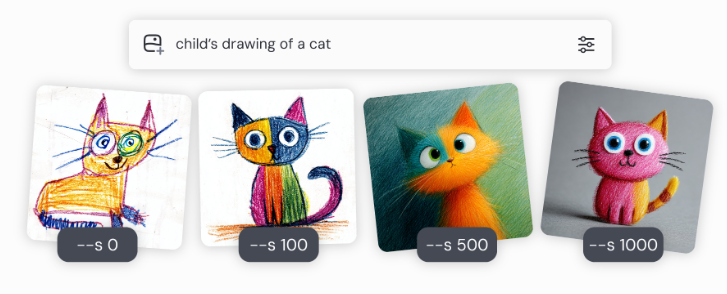 child's drawing of a cat
--s 0
--s 100
--s 500
--s 1000